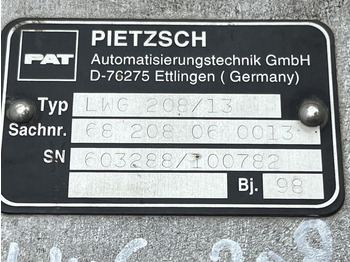 PIETZSCH
PAT
Automatisierungstechnik GmbH
D-76275 Ettlingen ( Germany)
Typ LWG 208/13
Sachnr. 68 208 06 0013
SN 603288/100782
Bj. 98